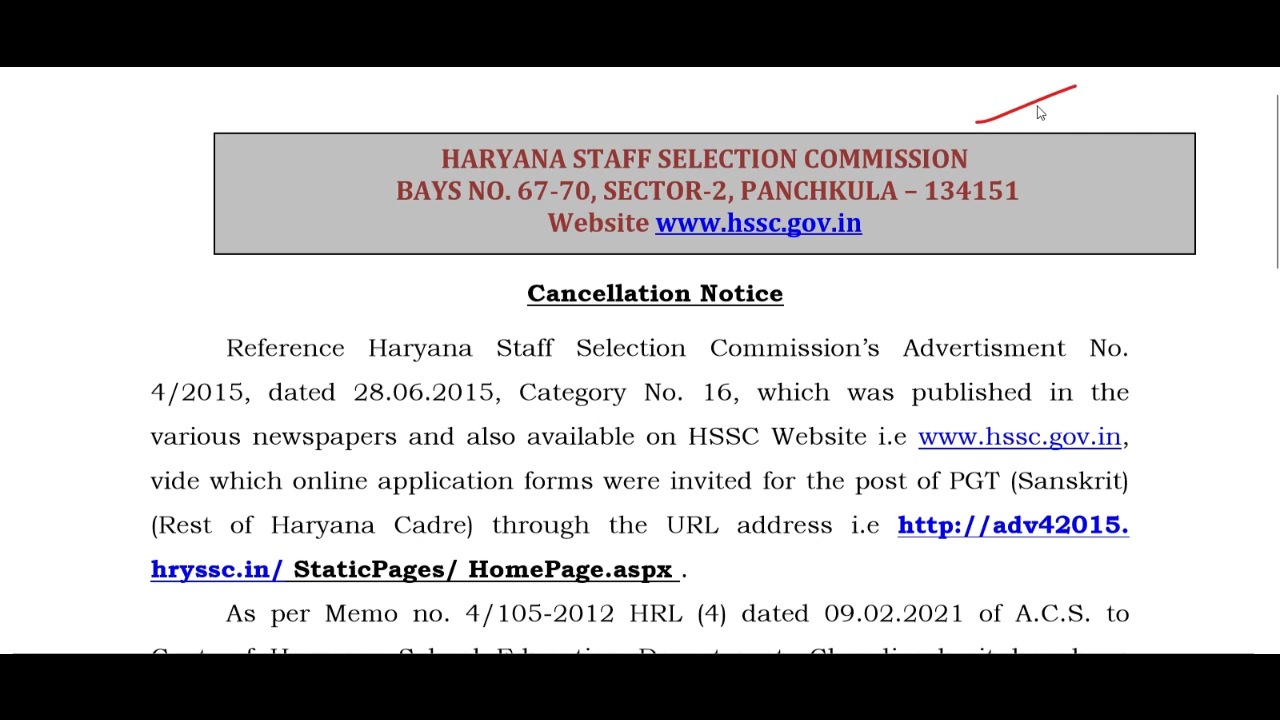 HARYANA STAFF SELECTION COMMISSION
BAYS NO. 67-70, SECTOR-2, PANCHKULA – 134151
Website www.hssc.gov.in
Cancellation Notice
Reference Haryana Staff Selection Commission’s Advertisment No.
4/2015, dated 28.06.2015, Category No. 16, which was published in the
various newspapers and also available on HSSC Website i.e www.hssc.gov.in,
vide which online application forms were invited for the post of PGT (Sanskrit)
(Rest of Haryana Cadre) through the URL address i.e http://adv42015.
hryssc.in/ StaticPages/ HomePage.aspx .
As per Memo no. 4/105-2012 HRL (4) dated 09.02.2021 of A.C.S. to